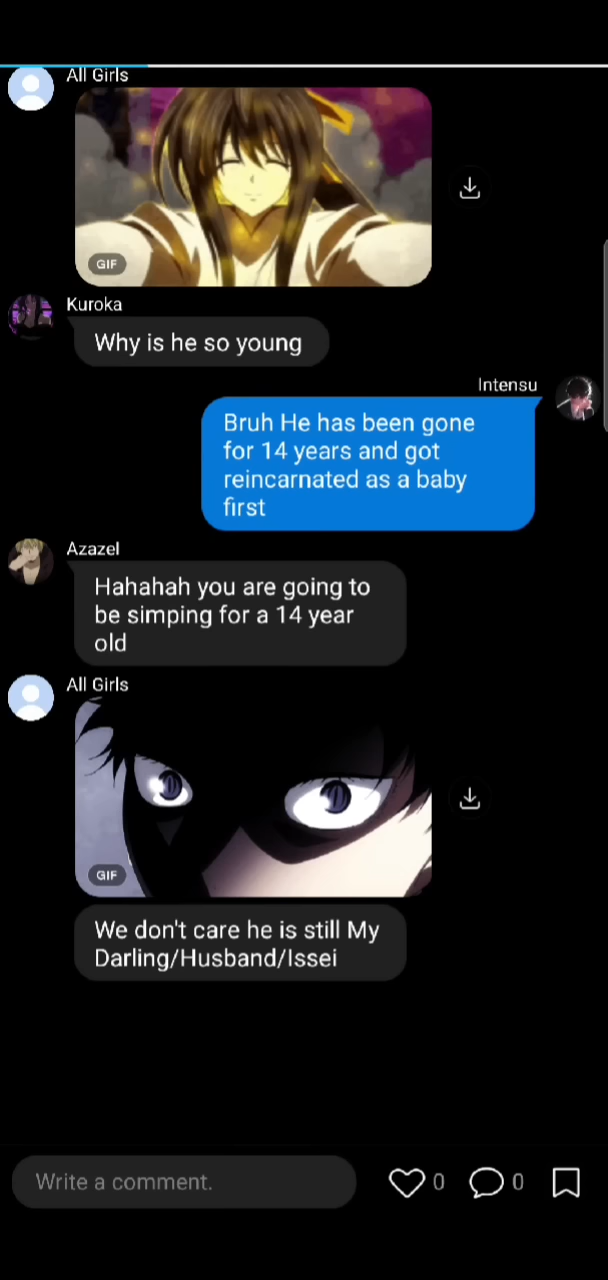 All Girls
GIF
Kuroka
Why is he so young
Intensu
Bruh He has been gone
for 14 years and got
reincarnated as a baby
first
Azazel
Hahahah you are going to
be simping for a 14 year
old
All Girls
GIF
We don't care he is still My
Darling/Husband/Issei
Write a comment.
0
0